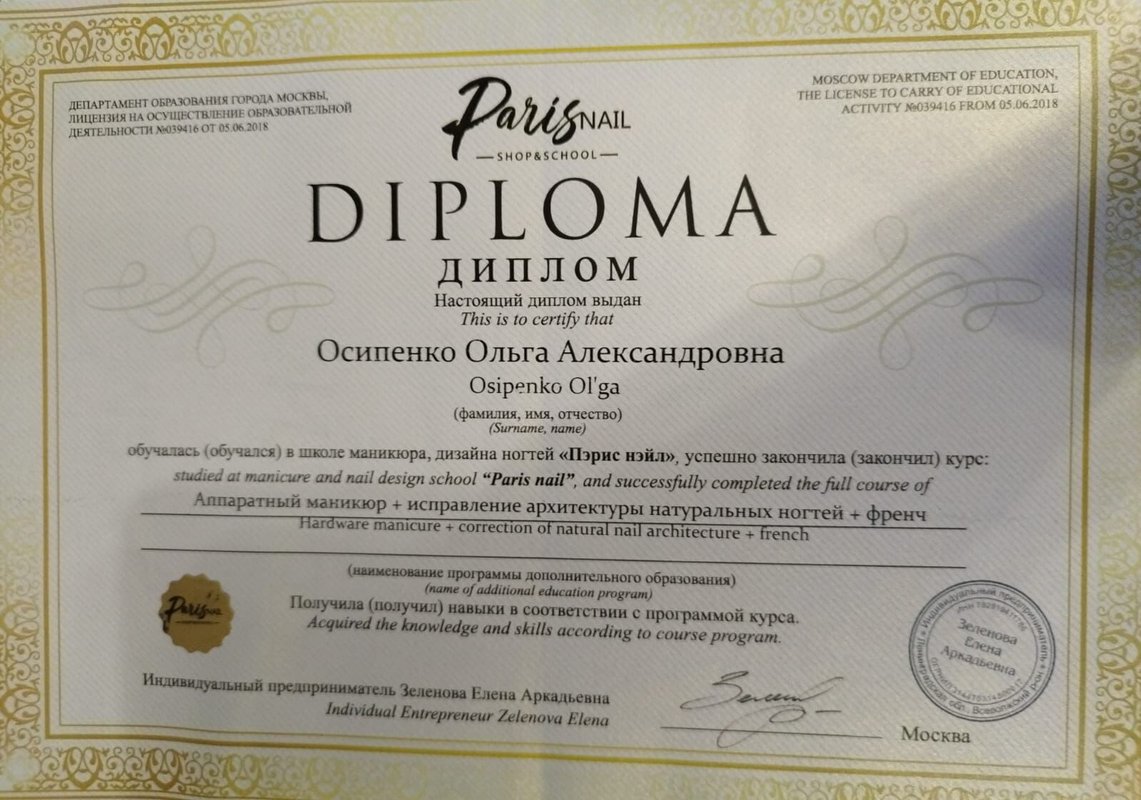 ДЕПАРТАМЕНТ ОБРАЗОВАНИЯ ГОРОДА МОСКВЫ,
ЛИЦЕНЗИЯ НА ОСУЩЕСТВЛЕНИЕ ОБРАЗОВАТЕЛЬНОЙ
ДЕЯТЕЛЬНОСТИ №039416 ОТ 05.06.2018
MOSCOW DEPARTMENT OF EDUCATION,
THE LICENSE TO CARRY OF EDUCATIONAL
ACTIVITY №039416 FROM 05.06.2018
Paris NAIL
SHOP&SCHOOL
DIPLOMA
ДИПЛОМ
Настоящий диплом выдан
This is to certify that
Осипенко Ольга Александровна
Osipenko Ol'ga
(фамилия, имя, отчество)
(Surname, name)
обучалась (обучался) в школе маникюра, дизайна ногтей «Пэрис нэйл», успешно закончила (закончил) курс:
studied at manicure and nail design school “Paris nail”, and successfully completed the full course of
Аппаратный маникюр + исправление архитектуры натуральных ногтей + френч
Hardware manicure + correction of natural nail architecture + french
(наименование программы дополнительного образования)
(name of additional education program)
Получила (получил) навыки в соответствии с программой курса.
Acquired the knowledge and skills according to course program.
Paris NAIL
Индивидуальный предприниматель Зеленова Елена Аркадьевна
Individual Entrepreneur Zelenova Elena
Индивидуальный предприниматель
Зеленова
Елена
Аркадьевна
Москва